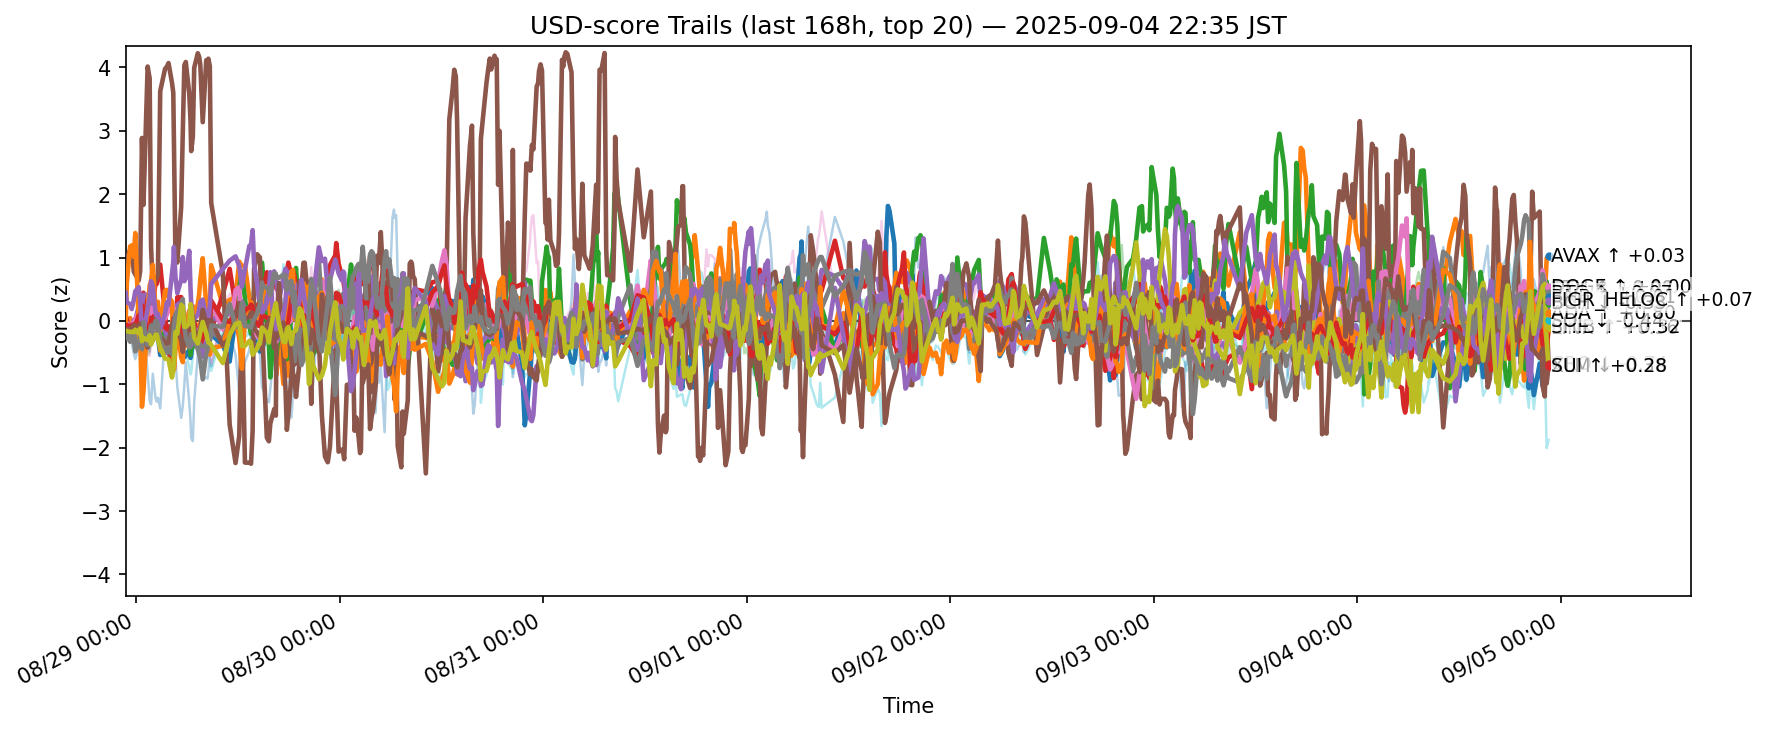 USD-score Trails (last 168h, top 20) — 2025-09-04 22:35 JST
Score (z)
4
3
2
1
0
−1
−2
−3
−4
AVAX ↑ +0.03
FIGR_HELOC ↑ +0.07
SUI ↑ +0.28
08/29 00:00
08/30 00:00
08/31 00:00
09/01 00:00
09/02 00:00
09/03 00:00
09/04 00:00
09/05 00:00
Time